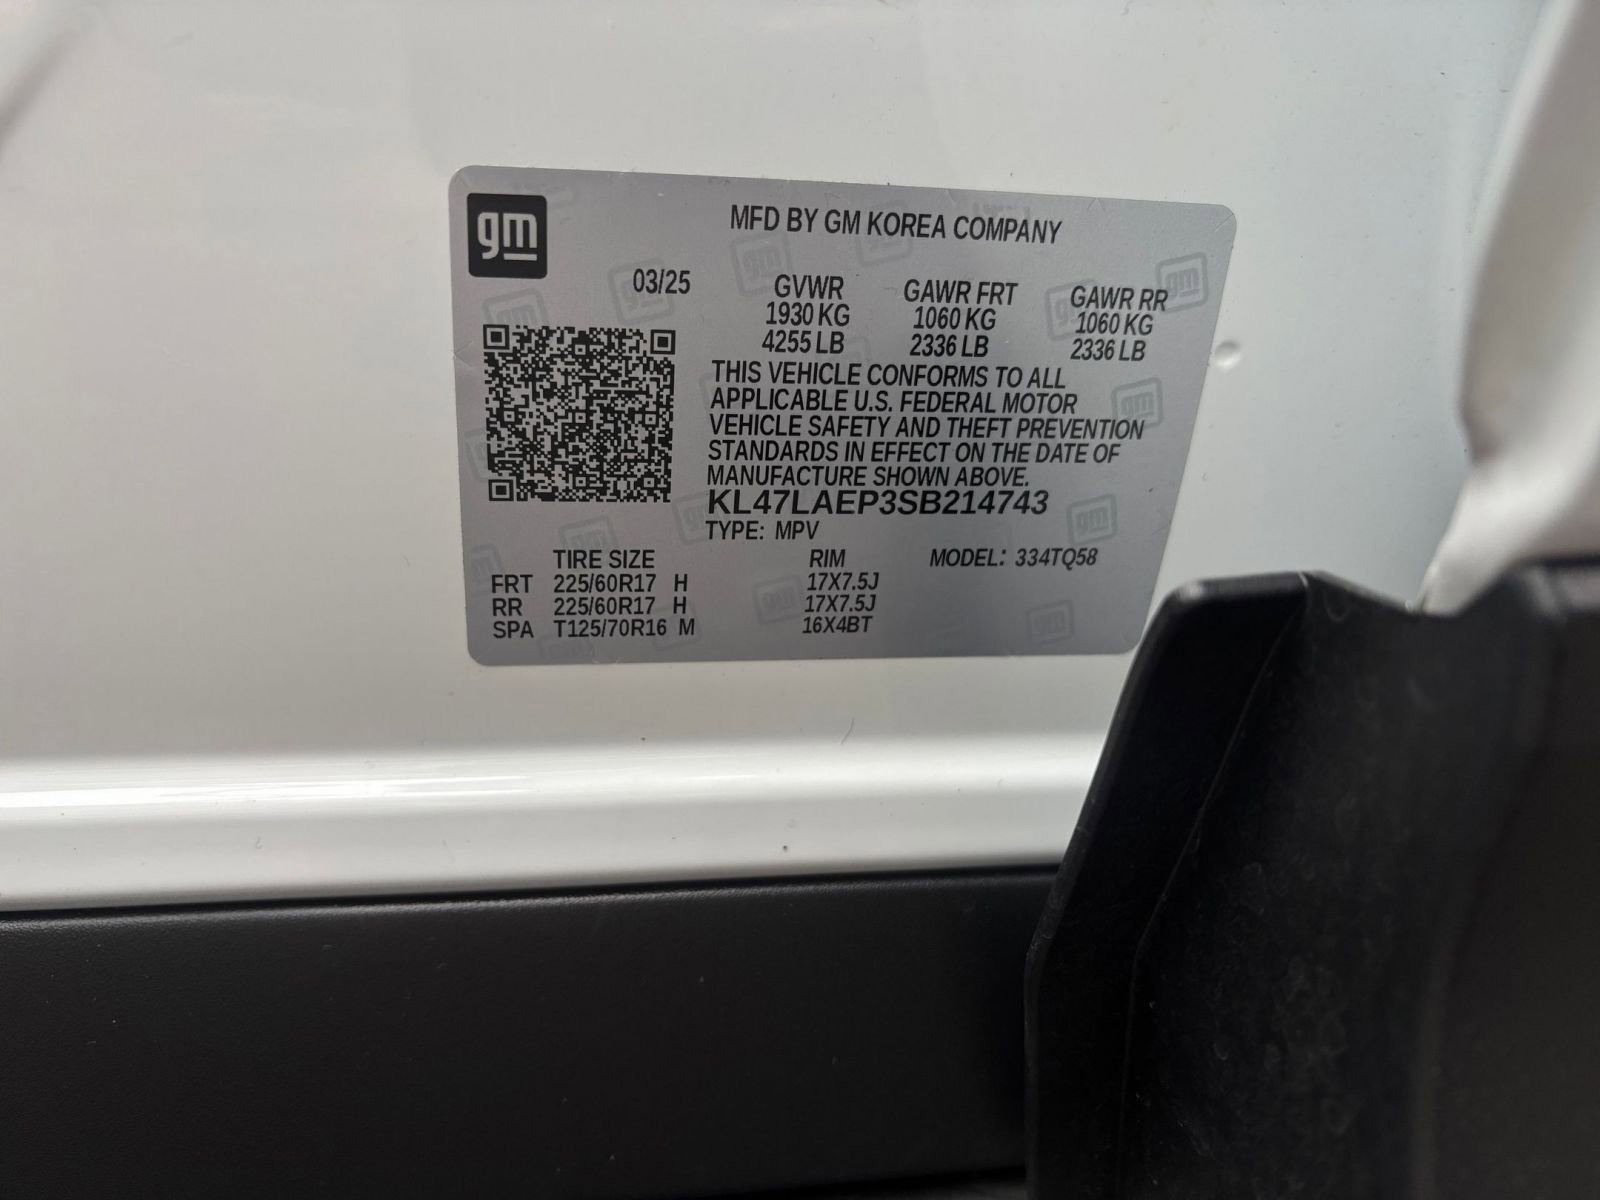 gm
MFD BY GM KOREA COMPANY
03/25 GVWR GAWR FRT GAWR RR
1930 KG 1060 KG 1060 KG
4255 LB 2336 LB 2336 LB
THIS VEHICLE CONFORMS TO ALL
APPLICABLE U.S. FEDERAL MOTOR
VEHICLE SAFETY AND THEFT PREVENTION
STANDARDS IN EFFECT ON THE DATE OF
MANUFACTURE SHOWN ABOVE.
KL47LAEP3SB214743
TYPE: MPV
TIRE SIZE RIM MODEL: 334TQ58
FRT 225/60R17 H 17X7.5J
RR 225/60R17 H 17X7.5J
SPA T125/70R16 M 16X4BT